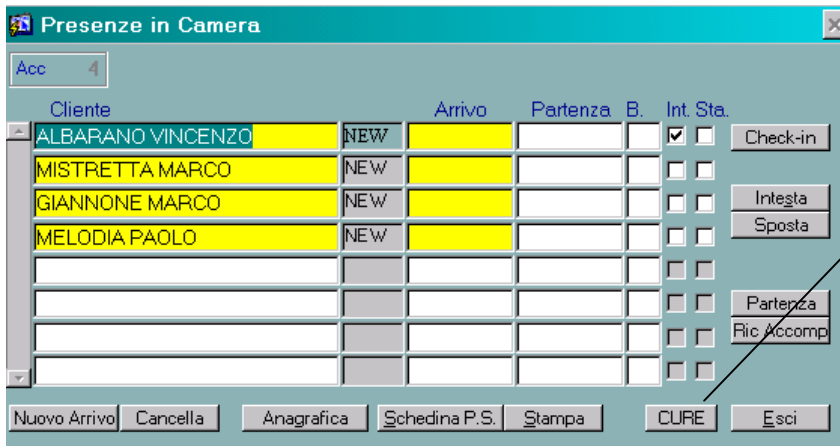 Presenze in Camera
Acc 4
Cliente Arrivo Partenza B. Int. Sta.
ALBARANO VINCENZO NEW Check-in
MISTRETTA MARCO NEW
GIANNONE MARCO NEW Intesta
MELODIA PAOLO NEW Sposta
Partenza
Ric Accomp
Nuovo Arrivo Cancella Anagrafica Schedina P.S. Stampa CURE Esci